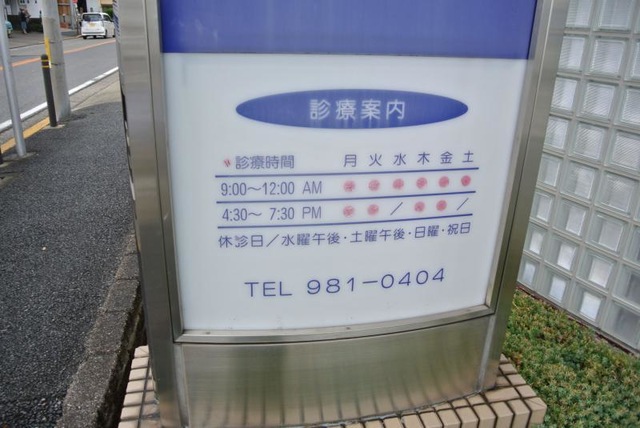 診療案内
診療時間 月 火 水 木 金 土
9:00〜12:00 AM ● ● ● ● ● ●
4:30〜 7:30 PM ● ● ／ ● ● ／
休診日／水曜午後・土曜午後・日曜・祝日
TEL 981-0404